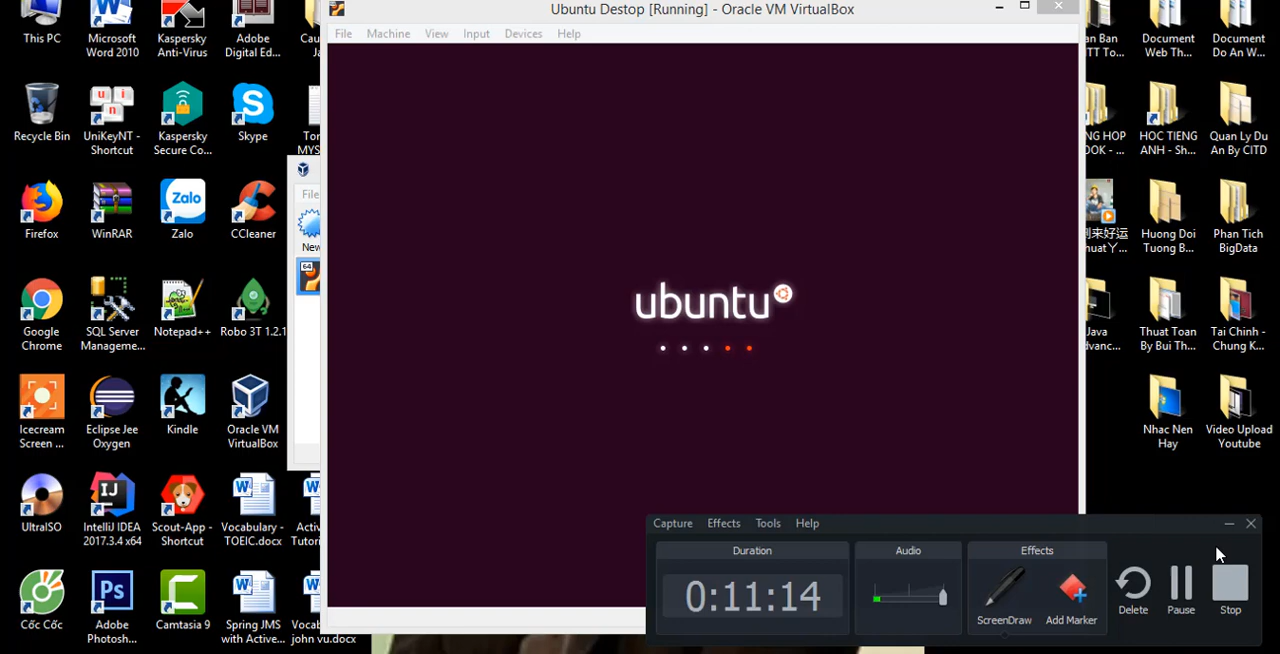 Ubuntu Destop [Running] - Oracle VM VirtualBox
File Machine View Input Devices Help
This PC
Microsoft
Word 2010
Kaspersky
Anti-Virus
Adobe
Digital Ed...
Recycle Bin
UniKeyNT -
Shortcut
Kaspersky
Secure Co...
Skype
Firefox
WinRAR
Zalo
Zalo
CCleaner
File
New
64
Google
Chrome
SQL Server
Manageme...
Notepad++
Robo 3T 1.2.1
Icecream
Screen ...
Eclipse Jee
Oxygen
Kindle
Oracle VM
VirtualBox
UltraISO
IntelliJ IDEA
2017.3.4 x64
Scout-App -
Shortcut
Vocabulary -
TOEIC.docx
Cốc Cốc
Adobe
Photosh...
Camtasia 9
Spring JMS
with Active...
john vu.docx
ubuntu
Document
Web Th...
Document
Do An W...
HOC TIENG
ANH - Sh...
Quan Ly Du
An By CITD
Huong Doi
Tuong B...
Phan Tich
BigData
Thuat Toan
By Bui Th...
Tai Chinh -
Chung K...
Nhac Nen
Hay
Video Upload
Youtube
Capture Effects Tools Help
Duration
0:11:14
Audio
Effects
ScreenDraw
Add Marker
Delete
Pause
Stop